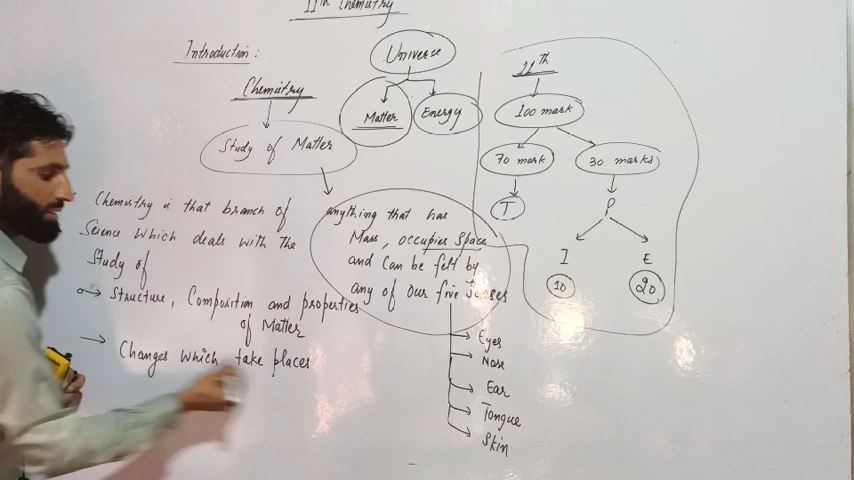 11th Chemistry
Introduction :
Universe
Matter
Energy
Chemistry
Study of Matter
Chemistry is that branch of
Science which deals with the
Study of
→ Structure, Composition and properties
of Matter
→ Changes which take places
anything that has
Mass, occupies space
and can be felt by
any of our five senses
→ Eyes
→ Nose
→ Ear
→ Tongue
→ Skin
11th
100 mark
70 mark
30 marks
T
P
I
E
10
20